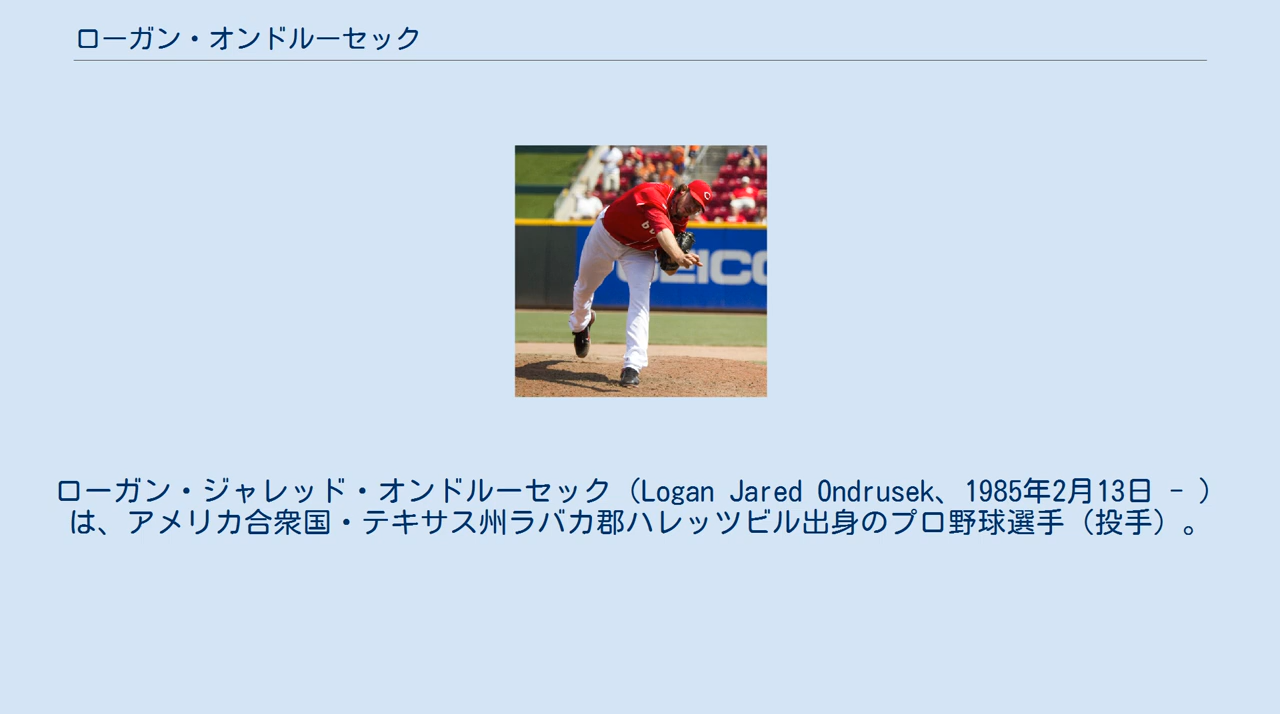 ローガン・オンドルーセック
GEICO
ローガン・ジャレッド・オンドルーセック（Logan Jared Ondrusek、1985年2月13日 - ）
は、アメリカ合衆国・テキサス州ラバカ郡ハレッツビル出身のプロ野球選手（投手）。